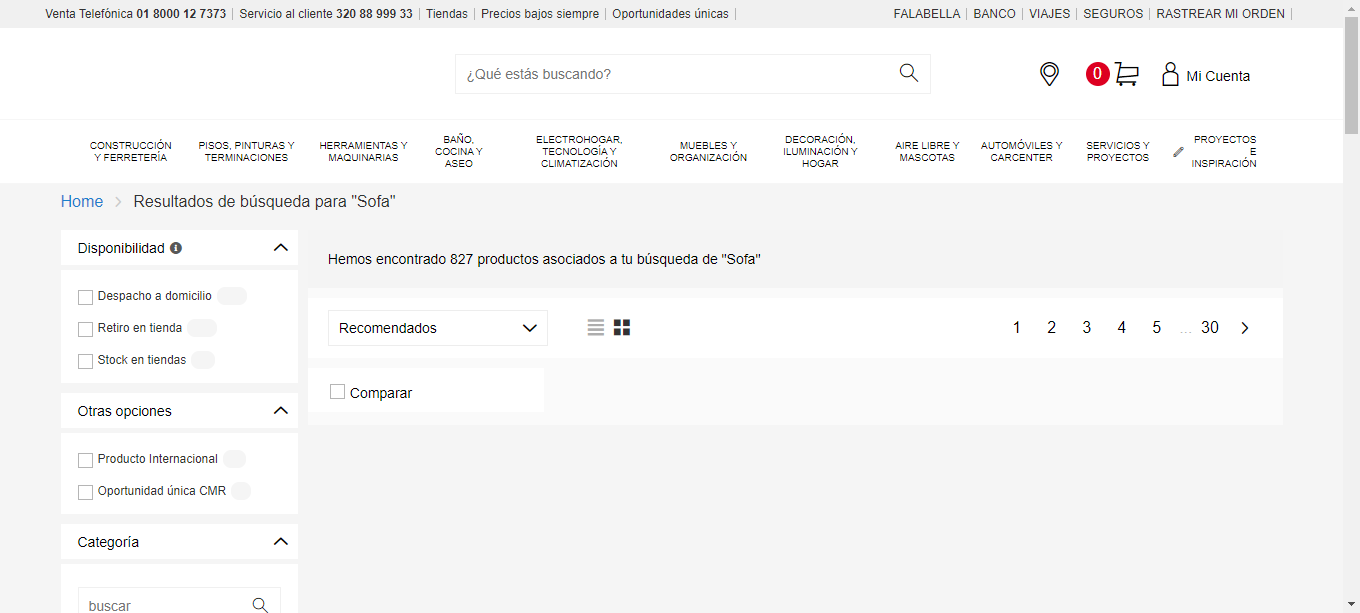 Venta Telefónica 01 8000 12 7373 | Servicio al cliente 320 88 999 33 | Tiendas | Precios bajos siempre | Oportunidades únicas |
FALABELLA | BANCO | VIAJES | SEGUROS | RASTREAR MI ORDEN |
¿Qué estás buscando?
0
Mi Cuenta
CONSTRUCCIÓN
Y FERRETERÍA
PISOS, PINTURAS Y
TERMINACIONES
HERRAMIENTAS Y
MAQUINARIAS
BAÑO,
COCINA Y
ASEO
ELECTROHOGAR,
TECNOLOGÍA Y
CLIMATIZACIÓN
MUEBLES Y
ORGANIZACIÓN
DECORACIÓN,
ILUMINACIÓN Y
HOGAR
AIRE LIBRE Y
MASCOTAS
AUTOMÓVILES Y
CARCENTER
SERVICIOS Y
PROYECTOS
PROYECTOS
E
INSPIRACIÓN
Home > Resultados de búsqueda para "Sofa"
Disponibilidad
Despacho a domicilio
Retiro en tienda
Stock en tiendas
Otras opciones
Producto Internacional
Oportunidad única CMR
Categoría
buscar
Hemos encontrado 827 productos asociados a tu búsqueda de "Sofa"
Recomendados
1 2 3 4 5 ... 30
Comparar